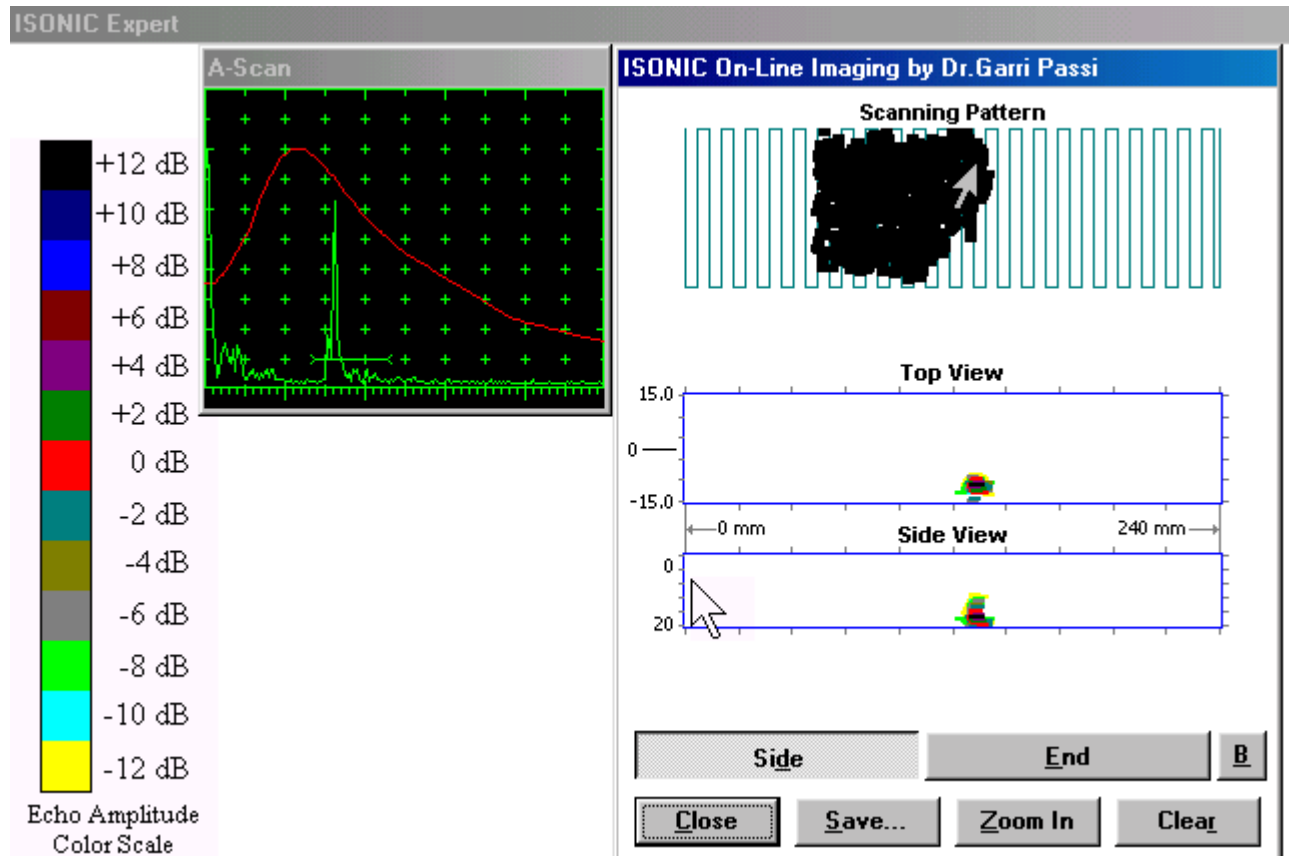 ISONIC Expert
A-Scan
+12 dB
+10 dB
+8 dB
+6 dB
+4 dB
+2 dB
0 dB
-2 dB
-4 dB
-6 dB
-8 dB
-10 dB
-12 dB
Echo Amplitude
Color Scale
ISONIC On-Line Imaging by Dr.Garri Passi
Scanning Pattern
Top View
15.0
0
-15.0
0 mm
240 mm
Side View
0
20
Side
End
B
Close
Save...
Zoom In
Clear